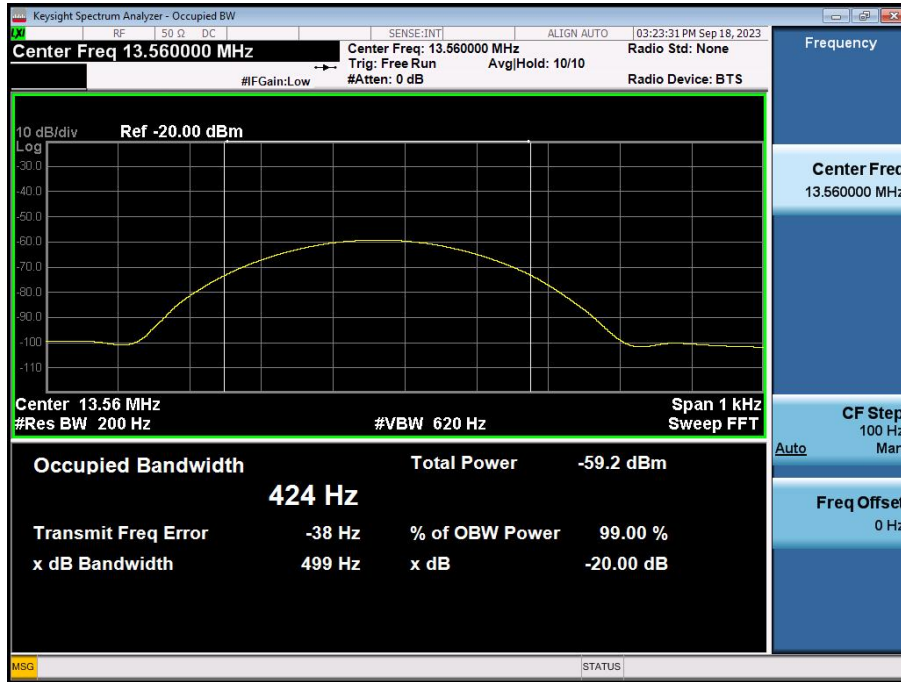 Keysight Spectrum Analyzer - Occupied BW
LXI RF 50 Ω DC SENSE:INT ALIGN AUTO 03:23:31 PM Sep 18, 2023
Center Freq 13.560000 MHz
Center Freq: 13.560000 MHz Radio Std: None
Trig: Free Run Avg|Hold: 10/10
#IFGain:Low #Atten: 0 dB Radio Device: BTS
Frequency
10 dB/div Ref -20.00 dBm
Log
-30.0
-40.0
-50.0
-60.0
-70.0
-80.0
-90.0
-100
-110
Center 13.56 MHz Span 1 kHz
#Res BW 200 Hz #VBW 620 Hz Sweep FFT
Center Freq
13.560000 MHz
CF Step
100 Hz
Auto Man
Freq Offset
0 Hz
Occupied Bandwidth Total Power -59.2 dBm
424 Hz
Transmit Freq Error -38 Hz % of OBW Power 99.00 %
x dB Bandwidth 499 Hz x dB -20.00 dB
MSG STATUS